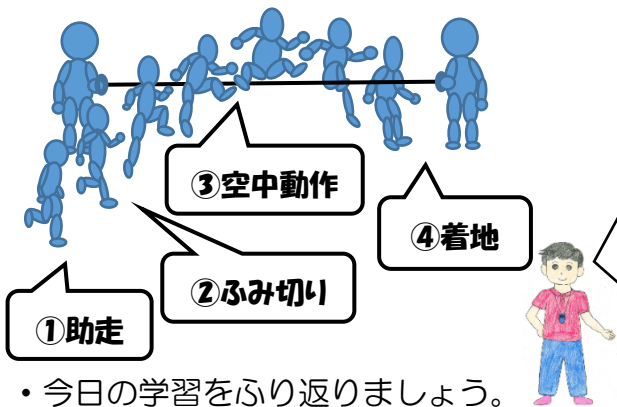 ③空中動作
④着地
②ふみ切り
①助走
・今日の学習をふり返りましょう。